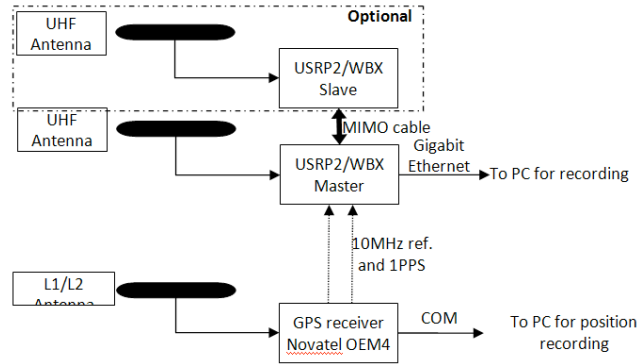 Optional
UHF
Antenna
USRP2/WBX
Slave
UHF
Antenna
MIMO cable
USRP2/WBX
Master
Gigabit
Ethernet
To PC for recording
10MHz ref.
and 1PPS
L1/L2
Antenna
GPS receiver
Novatel OEM4
COM
To PC for position
recording